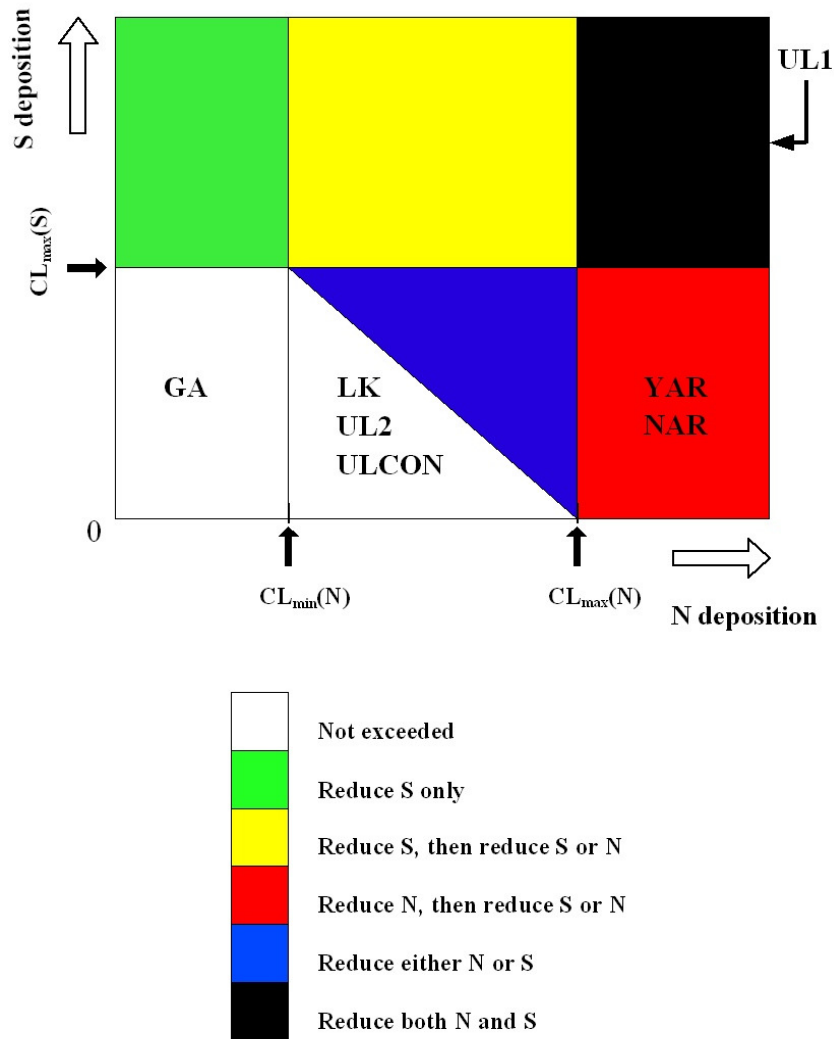 S deposition
UL1
CLmax(S)
GA
LK
UL2
ULCON
YAR
NAR
0
CLmin(N)
CLmax(N)
N deposition
Not exceeded
Reduce S only
Reduce S, then reduce S or N
Reduce N, then reduce S or N
Reduce either N or S
Reduce both N and S